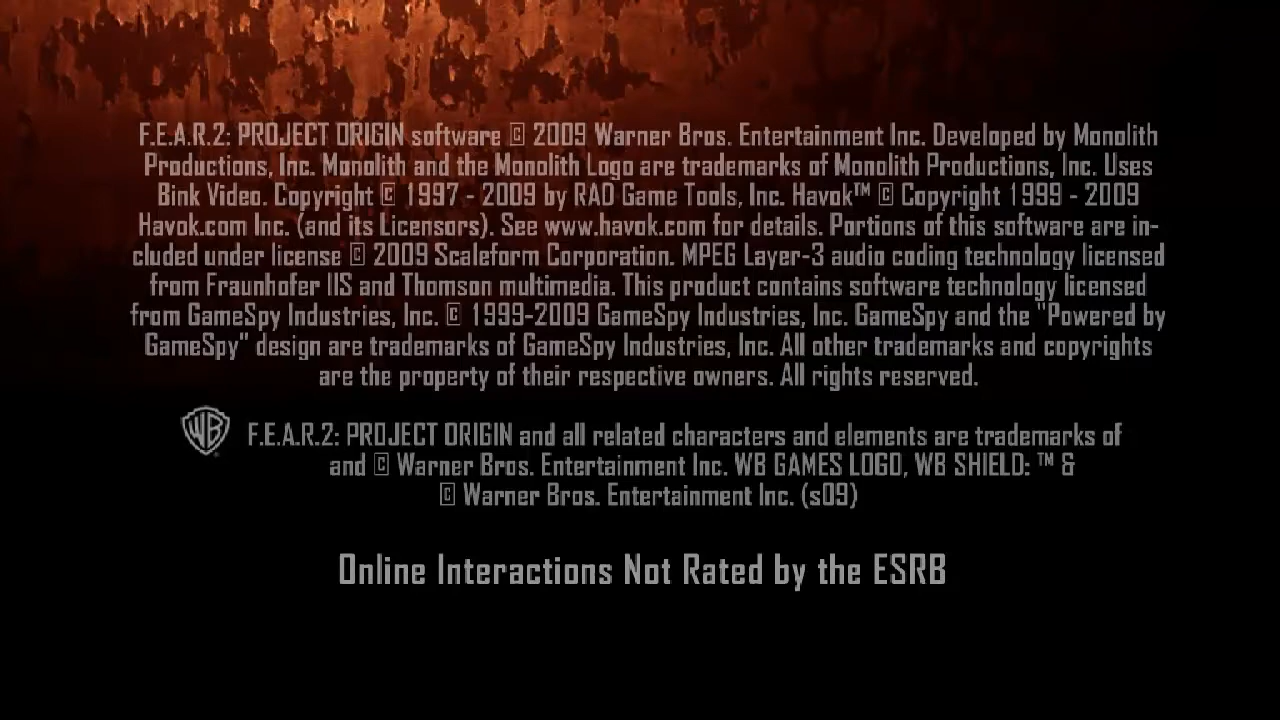 F.E.A.R.2: PROJECT ORIGIN software © 2009 Warner Bros. Entertainment Inc. Developed by Monolith
Productions, Inc. Monolith and the Monolith Logo are trademarks of Monolith Productions, Inc. Uses
Bink Video. Copyright © 1997 - 2009 by RAD Game Tools, Inc. Havok™ © Copyright 1999 - 2009
Havok.com Inc. (and its Licensors). See www.havok.com for details. Portions of this software are in-
cluded under license © 2009 Scaleform Corporation. MPEG Layer-3 audio coding technology licensed
from Fraunhofer IIS and Thomson multimedia. This product contains software technology licensed
from GameSpy Industries, Inc. © 1999-2009 GameSpy Industries, Inc. GameSpy and the "Powered by
GameSpy" design are trademarks of GameSpy Industries, Inc. All other trademarks and copyrights
are the property of their respective owners. All rights reserved.
WB
F.E.A.R.2: PROJECT ORIGIN and all related characters and elements are trademarks of
and © Warner Bros. Entertainment Inc. WB GAMES LOGO, WB SHIELD: ™ &
© Warner Bros. Entertainment Inc. (s09)
Online Interactions Not Rated by the ESRB